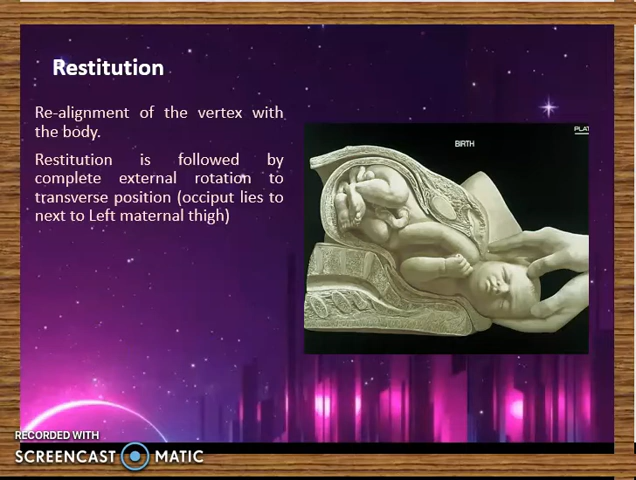 Restitution
Re-alignment of the vertex with
the body.
Restitution is followed by
complete external rotation to
transverse position (occiput lies to
next to Left maternal thigh)
BIRTH
RECORDED WITH
SCREENCAST MATIC